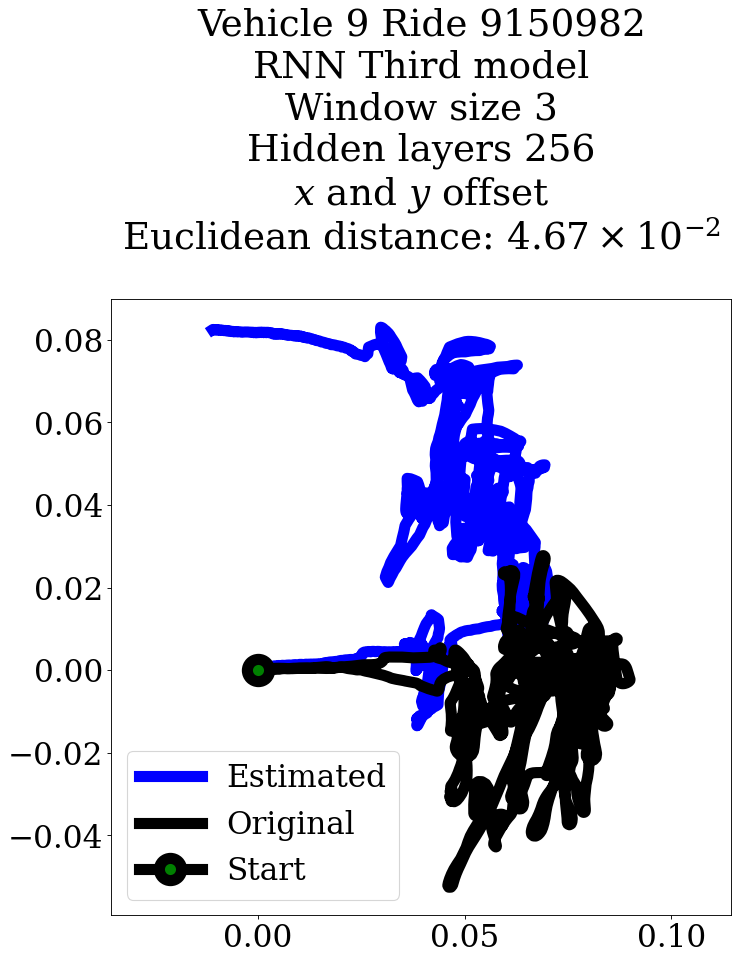 Vehicle 9 Ride 9150982
RNN Third model
Window size 3
Hidden layers 256
x and y offset
Euclidean distance: 4.67 × 10⁻²
0.08
0.06
0.04
0.02
0.00
−0.02
−0.04
Estimated
Original
Start
0.00 0.05 0.10